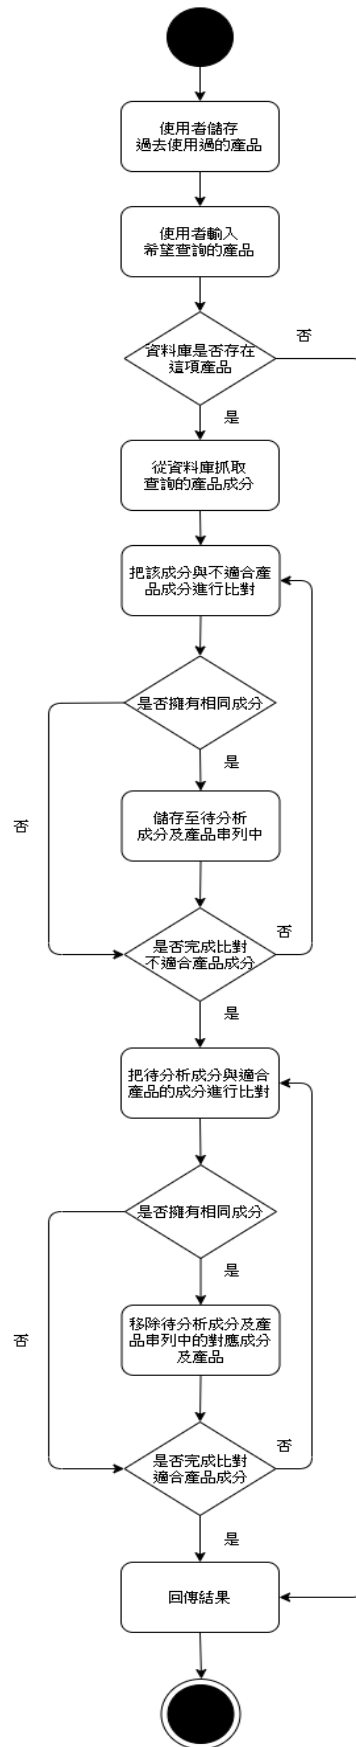 使用者儲存
過去使用過的產品
使用者輸入
希望查詢的產品
資料庫是否存在
這項產品
否
是
從資料庫抓取
查詢的產品成分
把該成分與不適合產
品成分進行比對
是否擁有相同成分
是
否
儲存至待分析
成分及產品串列中
是否完成比對
不適合產品成分
否
是
把待分析成分與適合
產品的成分進行比對
是否擁有相同成分
是
否
移除待分析成分及產
品串列中的對應成分
及產品
是否完成比對
適合產品成分
否
是
回傳結果